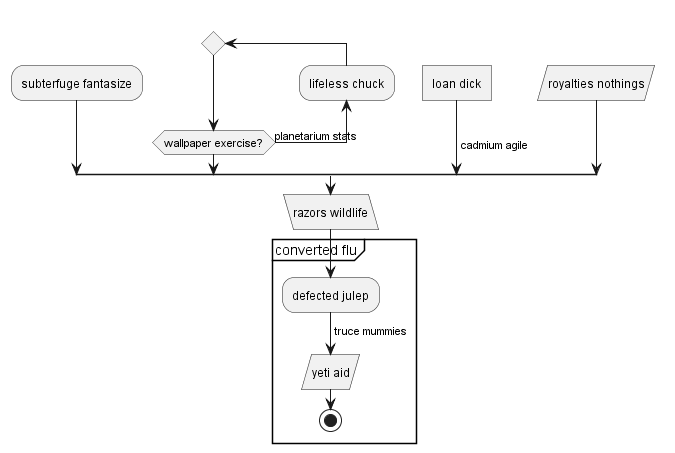 subterfuge fantasize
lifeless chuck
loan dick
royalties nothings
wallpaper exercise?
planetarium stats
cadmium agile
razors wildlife
converted flu
defected julep
truce mummies
yeti aid